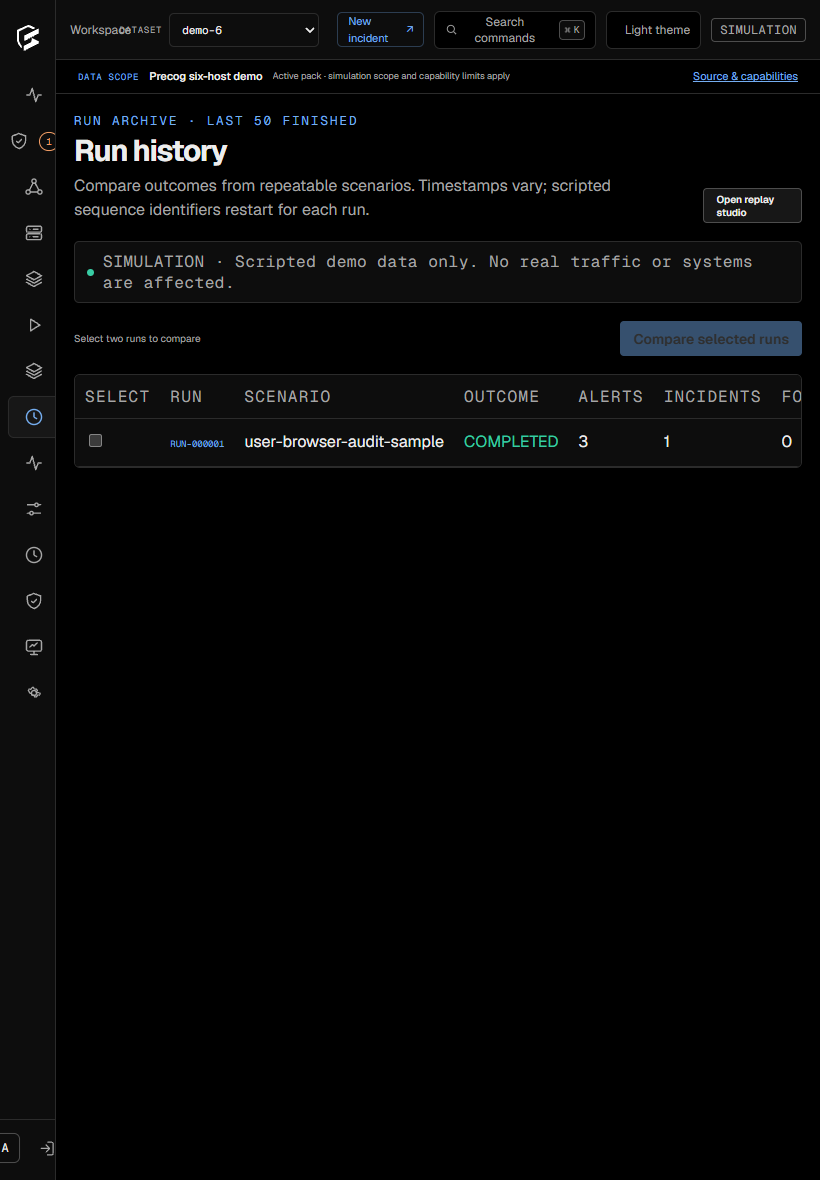 Workspace
DATASET
demo-6
New
incident
Search
commands
⌘ K
Light theme
SIMULATION
DATA SCOPE
Precog six-host demo
Active pack · simulation scope and capability limits apply
Source & capabilities
1
RUN ARCHIVE · LAST 50 FINISHED
Run history
Compare outcomes from repeatable scenarios. Timestamps vary; scripted
sequence identifiers restart for each run.
Open replay
studio
SIMULATION · Scripted demo data only. No real traffic or systems
are affected.
Select two runs to compare
Compare selected runs
SELECT RUN SCENARIO OUTCOME ALERTS INCIDENTS FO
RUN-000001 user-browser-audit-sample COMPLETED 3 1 0
A